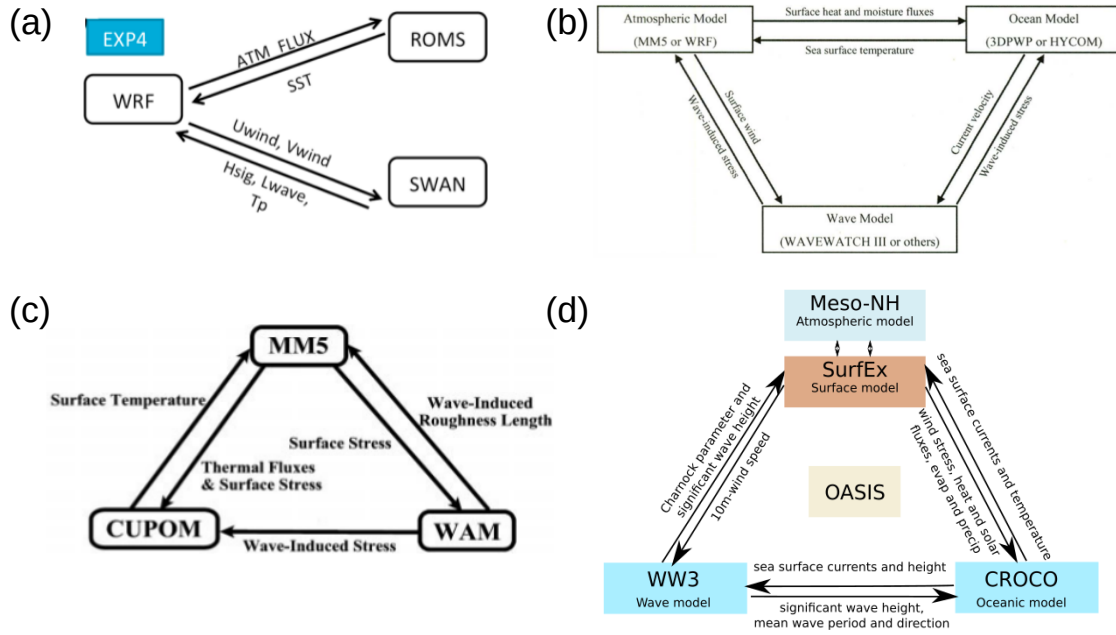 (a)
EXP4
WRF
ROMS
SWAN
ATM_FLUX
SST
Uwind, Vwind
Hsig, Lwave,
Tp
(b)
Atmospheric Model
(MM5 or WRF)
Surface heat and moisture fluxes
Sea surface temperature
Ocean Model
(3DPWP or HYCOM)
Surface wind
Wave-induced stress
Current velocity
Wave-induced stress
Wave Model
(WAVEWATCH III or others)
(c)
MM5
Surface Temperature
Wave-Induced
Roughness Length
Surface Stress
Thermal Fluxes
& Surface Stress
CUPOM
WAM
Wave-Induced Stress
(d)
Meso-NH
Atmospheric model
SurfEx
Surface model
Charnock parameter and
significant wave height
10m-wind speed
sea surface currents and temperature
wind stress, heat and solar
fluxes, evap and precip
OASIS
WW3
Wave model
sea surface currents and height
significant wave height,
mean wave period and direction
CROCO
Oceanic model